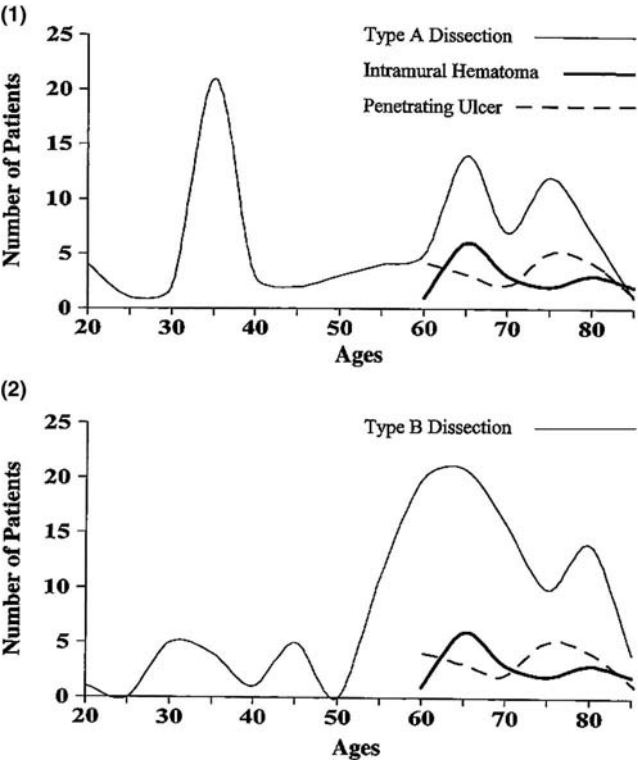 (1)
25
20
15
10
5
0
Number of Patients
Type A Dissection
Intramural Hematoma
Penetrating Ulcer
20 30 40 50 60 70 80
Ages
(2)
25
20
15
10
5
0
Number of Patients
Type B Dissection
20 30 40 50 60 70 80
Ages